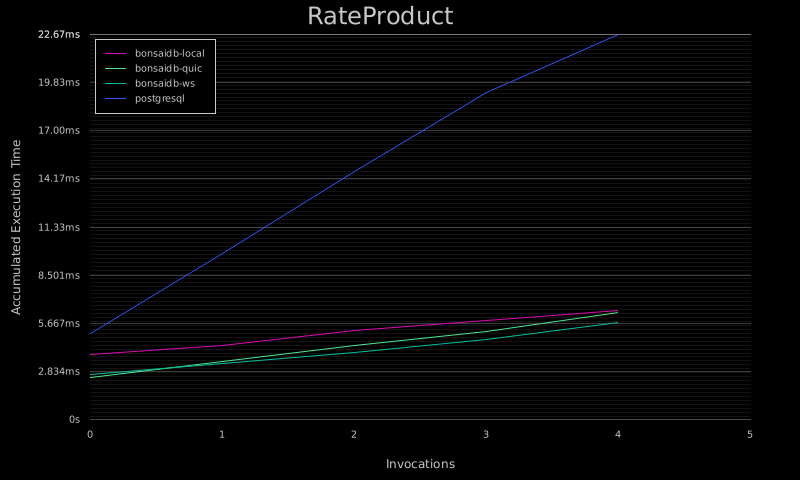 RateProduct
22.67ms
bonsaidb-local
bonsaidb-quic
bonsaidb-ws
postgresql
19.83ms
17.00ms
14.17ms
11.33ms
8.501ms
5.667ms
2.834ms
0s
Accumulated Execution Time
0 1 2 3 4 5
Invocations